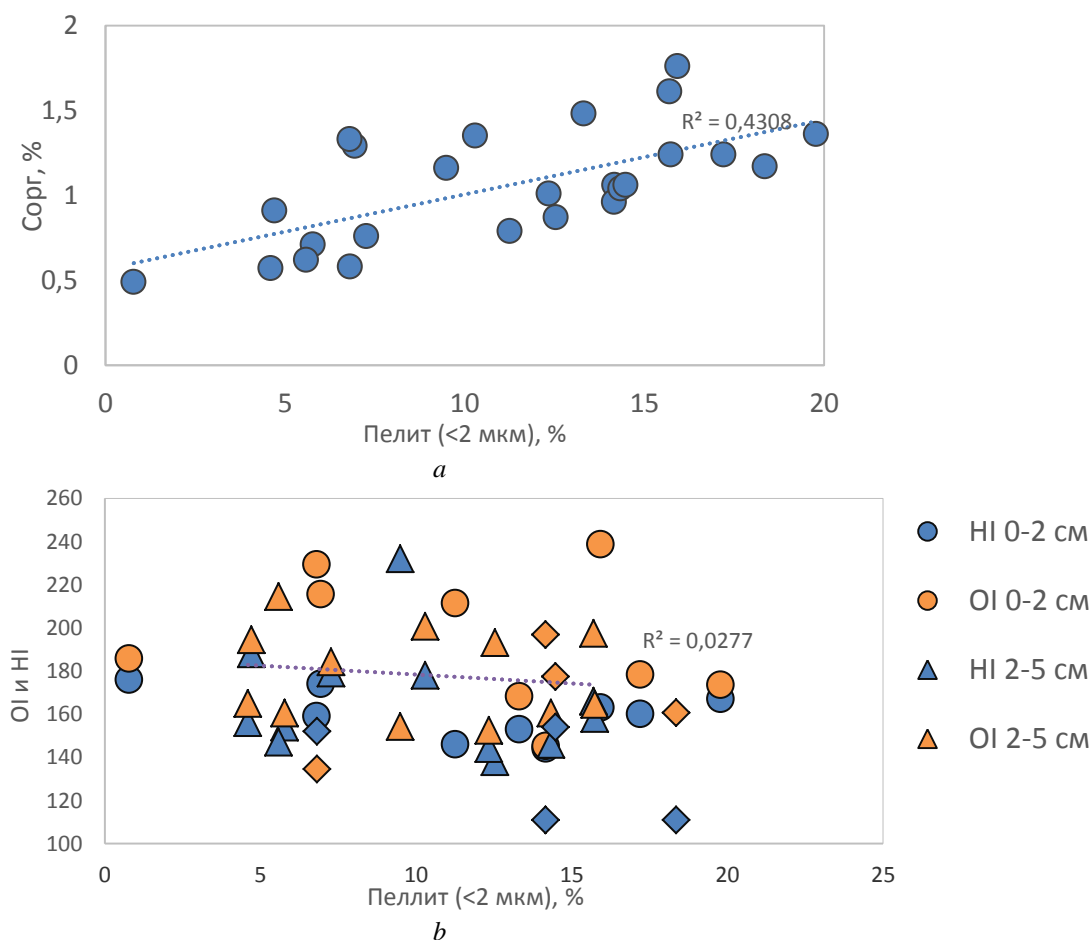 2
1,5
1
0,5
0
Сорг, %
R² = 0,4308
0 5 10 15 20
Пелит (<2 мкм), %
a
260
240
220
200
180
160
140
120
100
OI и HI
R² = 0,0277
0 5 10 15 20 25
Пеллит (<2 мкм), %
HI 0-2 см
OI 0-2 см
HI 2-5 см
OI 2-5 см
b